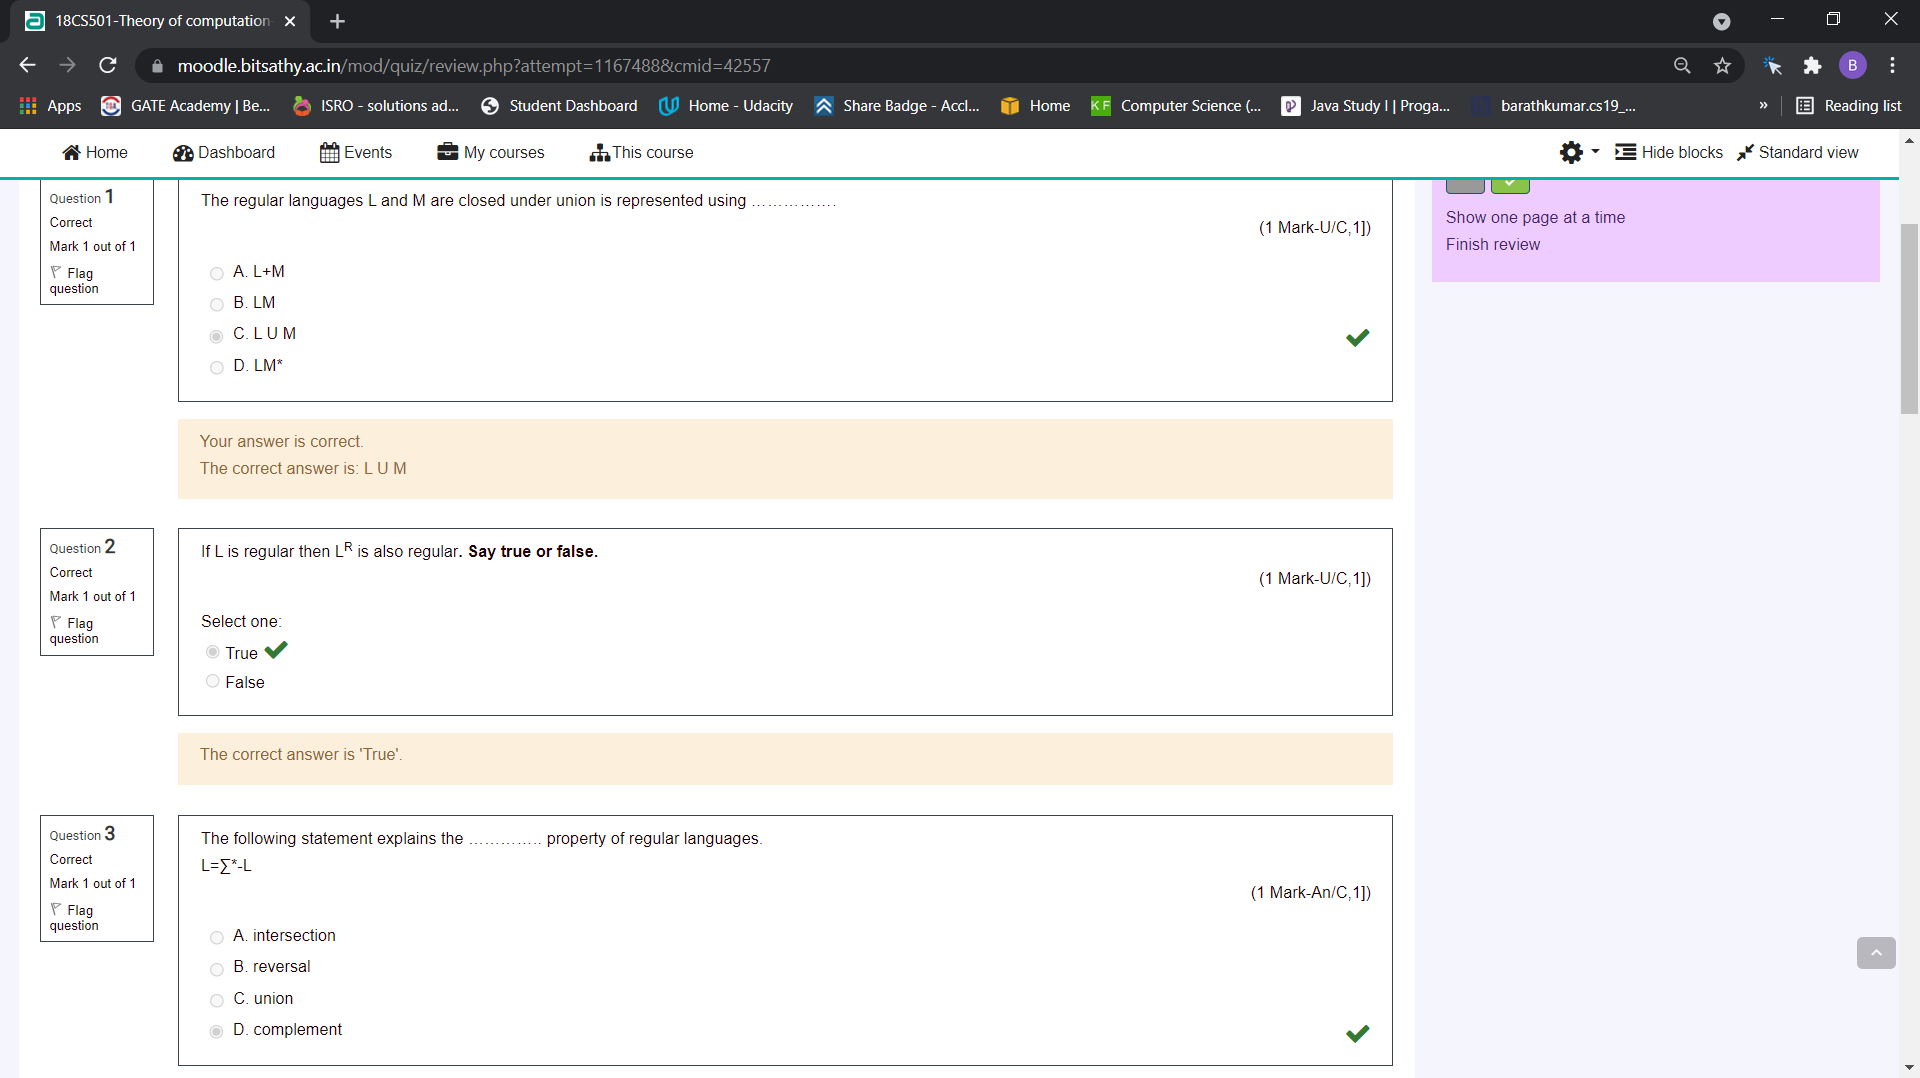 18CS501-Theory of computation
moodle.bitsathy.ac.in/mod/quiz/review.php?attempt=1167488&cmid=42557
B
Apps
GATE Academy | Be...
ISRO - solutions ad...
Student Dashboard
Home - Udacity
Share Badge - Accl...
Home
KF Computer Science (...
Java Study I | Proga...
barathkumar.cs19_...
»
Reading list
Home
Dashboard
Events
My courses
This course
Hide blocks
Standard view
Question 1
Correct
Mark 1 out of 1
Flag
question
The regular languages L and M are closed under union is represented using ……………
(1 Mark-U/C,1])
A. L+M
B. LM
C. L U M
D. LM*
Your answer is correct.
The correct answer is: L U M
Show one page at a time
Finish review
Question 2
Correct
Mark 1 out of 1
Flag
question
If L is regular then Lᴿ is also regular. Say true or false.
(1 Mark-U/C,1])
Select one:
True
False
The correct answer is 'True'.
Question 3
Correct
Mark 1 out of 1
Flag
question
The following statement explains the ………….. property of regular languages.
L=∑*-L
(1 Mark-An/C,1])
A. intersection
B. reversal
C. union
D. complement